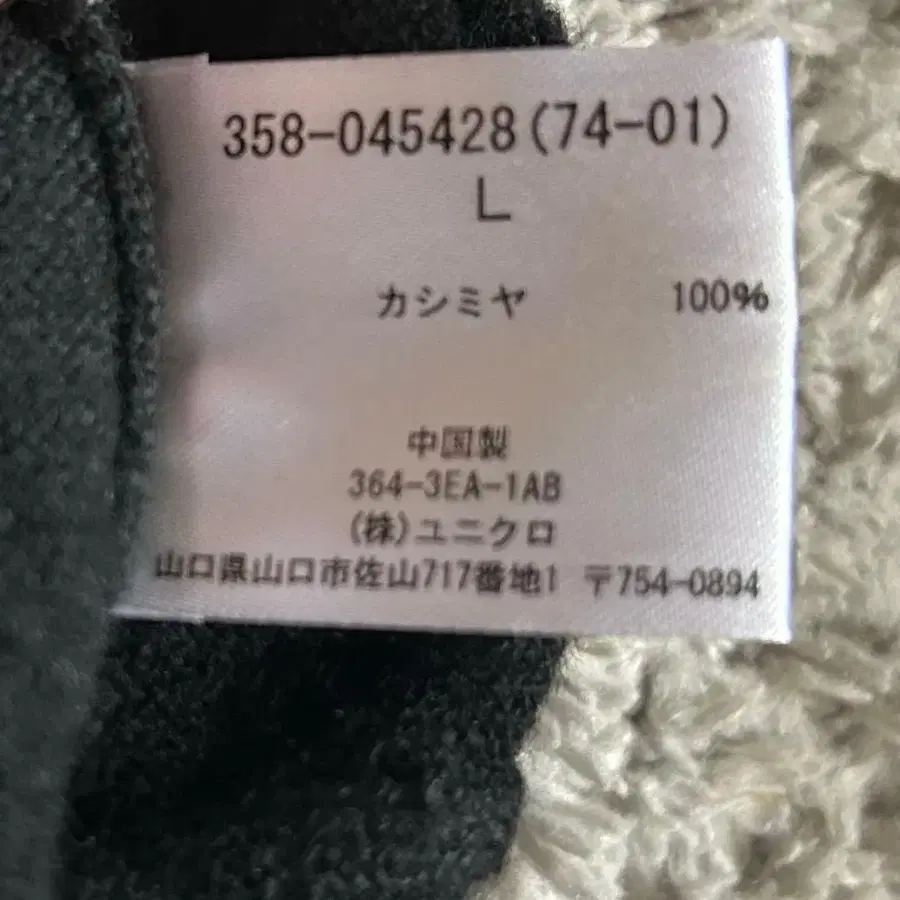 358-045428(74-01)
L
カシミヤ 100%
中国製
364-3EA-1AB
(株)ユニクロ
山口県山口市佐山717番地1 〒754-0894